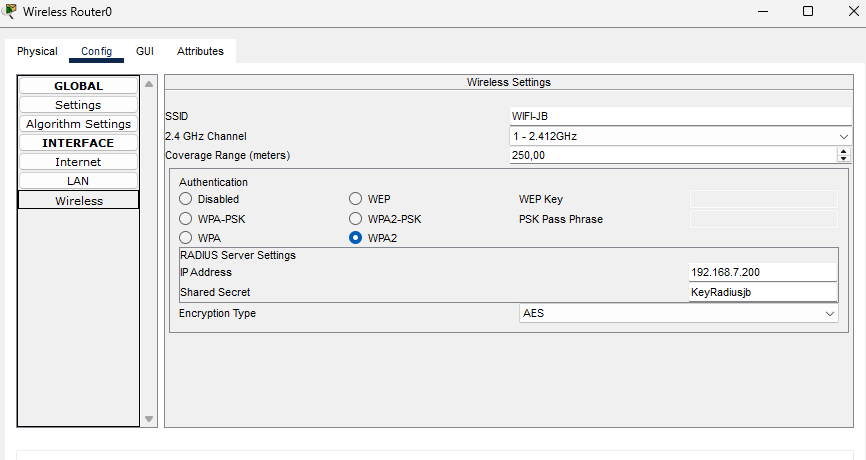 Wireless Router0
Physical Config GUI Attributes
GLOBAL
Settings
Algorithm Settings
INTERFACE
Internet
LAN
Wireless
Wireless Settings
SSID WIFI-JB
2.4 GHz Channel 1 - 2.412GHz
Coverage Range (meters) 250,00
Authentication
Disabled WEP WEP Key
WPA-PSK WPA2-PSK PSK Pass Phrase
WPA WPA2
RADIUS Server Settings
IP Address 192.168.7.200
Shared Secret KeyRadiusjb
Encryption Type AES